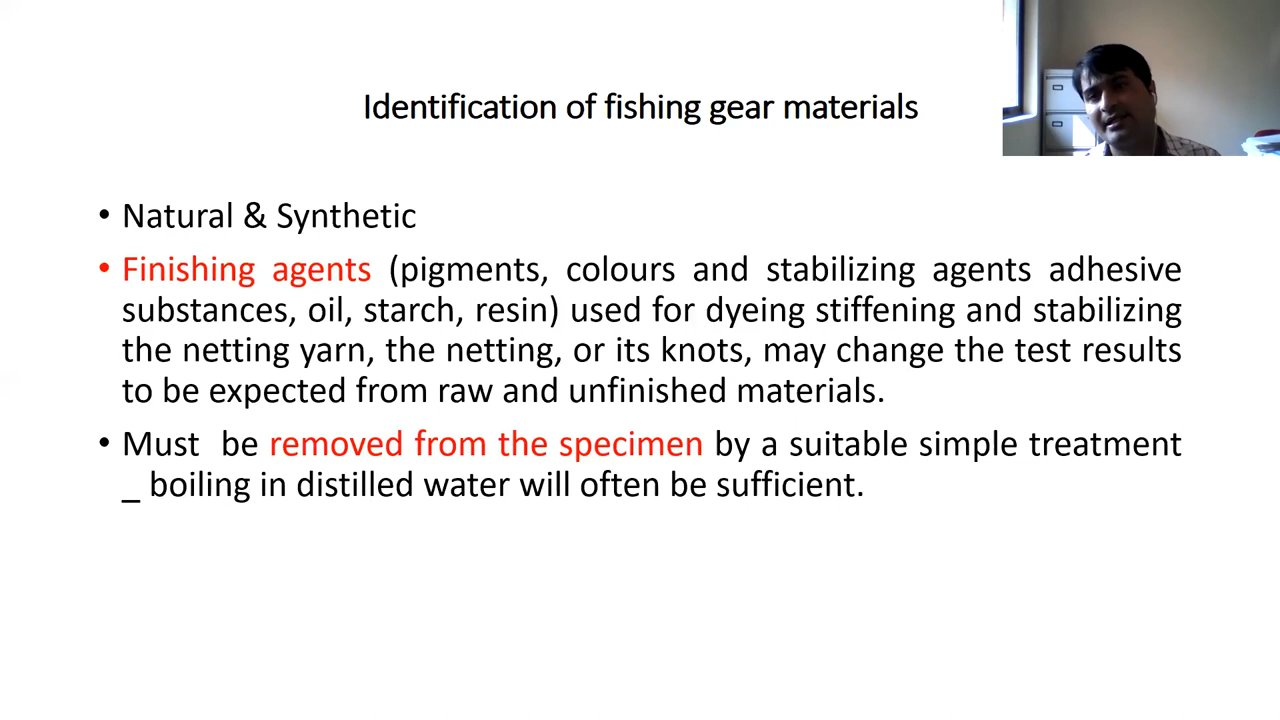 Identification of fishing gear materials
• Natural & Synthetic
• Finishing agents (pigments, colours and stabilizing agents adhesive
substances, oil, starch, resin) used for dyeing stiffening and stabilizing
the netting yarn, the netting, or its knots, may change the test results
to be expected from raw and unfinished materials.
• Must be removed from the specimen by a suitable simple treatment
_ boiling in distilled water will often be sufficient.